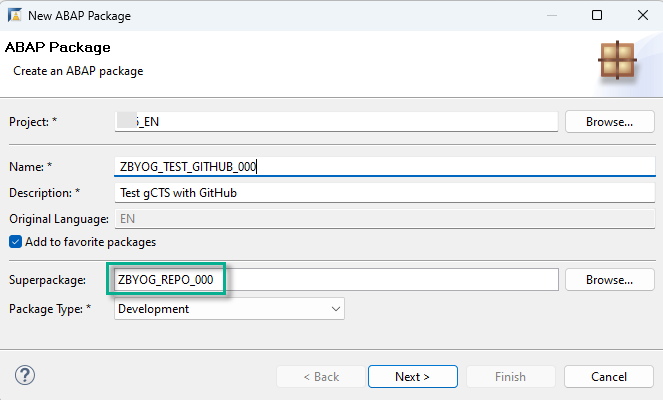 New ABAP Package
ABAP Package
Create an ABAP package
Project: * _EN Browse...
Name: * ZBYOG_TEST_GITHUB_000
Description: * Test gCTS with GitHub
Original Language: EN
Add to favorite packages
Superpackage: ZBYOG_REPO_000 Browse...
Package Type: * Development
? < Back Next > Finish Cancel